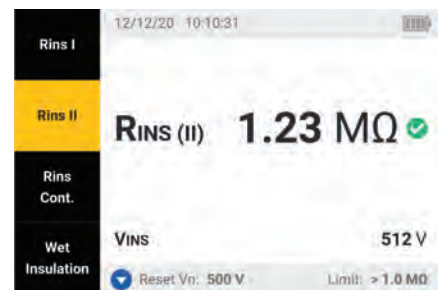 12/12/20 10:10:31
Rins I
Rins II
Rins
Cont.
Wet
Insulation
RINS (II) 1.23 MΩ
VINS 512 V
Reset Vn: 500 V Limit: > 1.0 MΩ